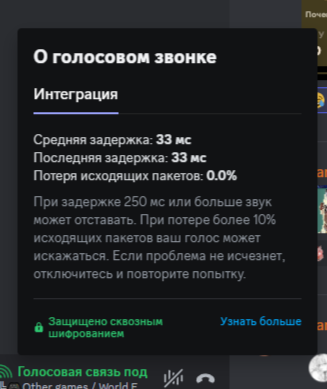 Поче
О голосовом звонке
Интеграция
Средняя задержка: 33 мс
Последняя задержка: 33 мс
Потеря исходящих пакетов: 0.0%
При задержке 250 мс или больше звук
может отставать. При потере более 10%
исходящих пакетов ваш голос может
искажаться. Если проблема не исчезнет,
отключитесь и повторите попытку.
Защищено сквозным
шифрованием
Узнать больше
Голосовая связь под
Other games / World F